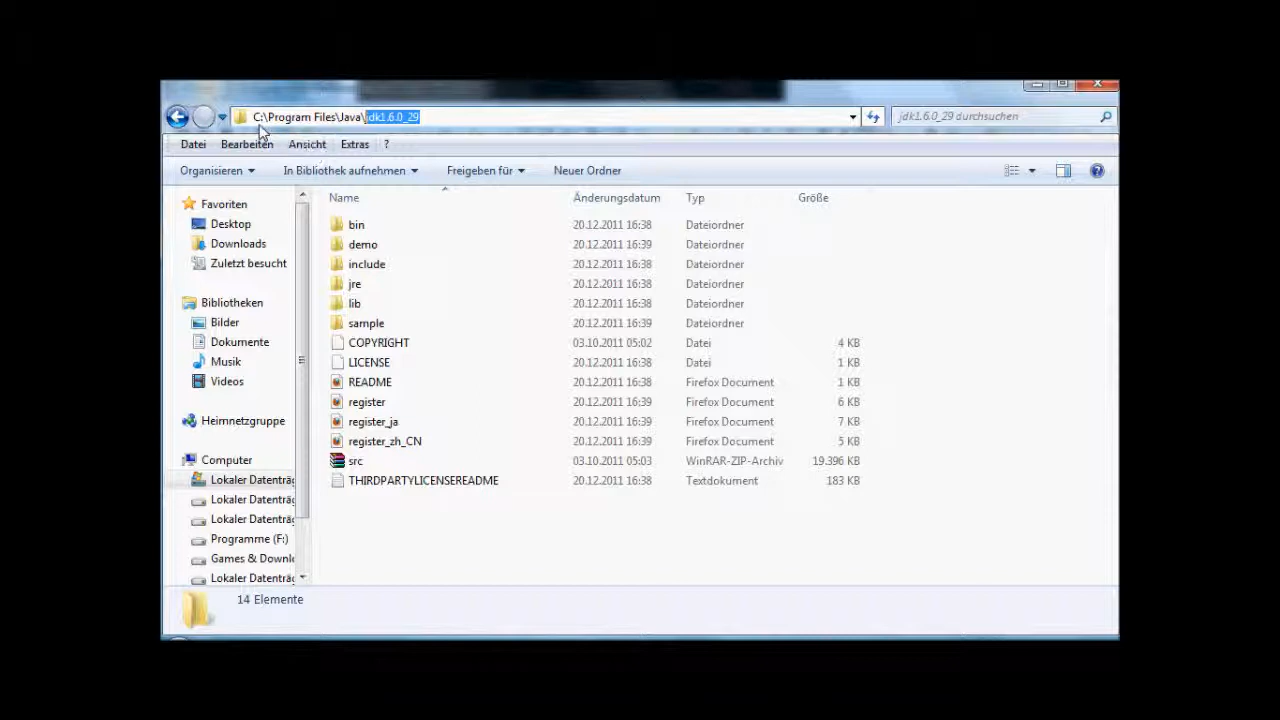 C:\Program Files\Java\jdk1.6.0_29
jdk1.6.0_29 durchsuchen
Datei Bearbeiten Ansicht Extras ?
Organisieren In Bibliothek aufnehmen Freigeben für Neuer Ordner
Favoriten
Desktop
Downloads
Zuletzt besucht
Bibliotheken
Bilder
Dokumente
Musik
Videos
Heimnetzgruppe
Computer
Lokaler Datenträ
Lokaler Datenträ
Lokaler Datenträ
Programme (F:)
Games & Downl
Lokaler Datenträ
Name Änderungsdatum Typ Größe
bin 20.12.2011 16:38 Dateiordner
demo 20.12.2011 16:39 Dateiordner
include 20.12.2011 16:38 Dateiordner
jre 20.12.2011 16:38 Dateiordner
lib 20.12.2011 16:38 Dateiordner
sample 20.12.2011 16:39 Dateiordner
COPYRIGHT 03.10.2011 05:02 Datei 4 KB
LICENSE 20.12.2011 16:38 Datei 1 KB
README 20.12.2011 16:38 Firefox Document 1 KB
register 20.12.2011 16:39 Firefox Document 6 KB
register_ja 20.12.2011 16:39 Firefox Document 7 KB
register_zh_CN 20.12.2011 16:39 Firefox Document 5 KB
src 03.10.2011 05:03 WinRAR-ZIP-Archiv 19.396 KB
THIRDPARTYLICENSEREADME 20.12.2011 16:38 Textdokument 183 KB
14 Elemente